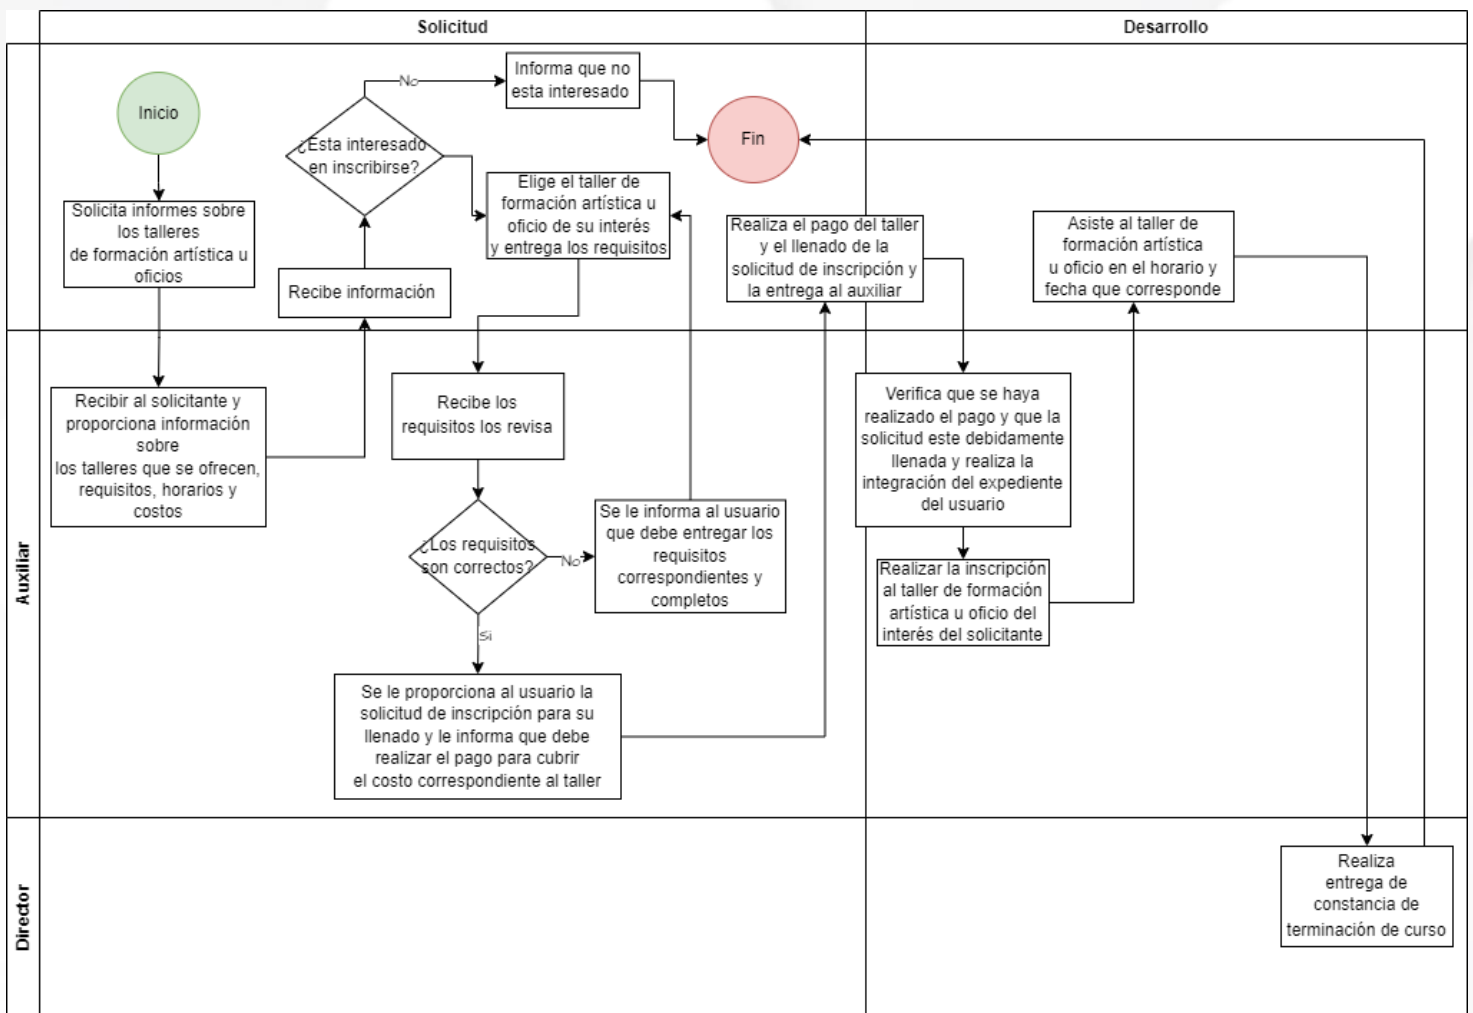 Solicitud
Desarrollo
Inicio
Solicita informes sobre
los talleres
de formación artística u
oficios
Recibir al solicitante y
proporciona información
sobre
los talleres que se ofrecen,
requisitos, horarios y
costos
Recibe información
¿Esta interesado
en inscribirse?
No
Informa que no
esta interesado
Fin
Elige el taller de
formación artística u
oficio de su interés
y entrega los requisitos
Recibe los
requisitos los revisa
¿Los requisitos
son correctos?
No
Se le informa al usuario
que debe entregar los
requisitos
correspondientes y
completos
Si
Se le proporciona al usuario la
solicitud de inscripción para su
llenado y le informa que debe
realizar el pago para cubrir
el costo correspondiente al taller
Realiza el pago del taller
y el llenado de la
solicitud de inscripción y
la entrega al auxiliar
Verifica que se haya
realizado el pago y que la
solicitud este debidamente
llenada y realiza la
integración del expediente
del usuario
Realizar la inscripción
al taller de formación
artística u oficio del
interés del solicitante
Asiste al taller de
formación artística
u oficio en el horario y
fecha que corresponde
Realiza
entrega de
constancia de
terminación de curso
Auxiliar
Director